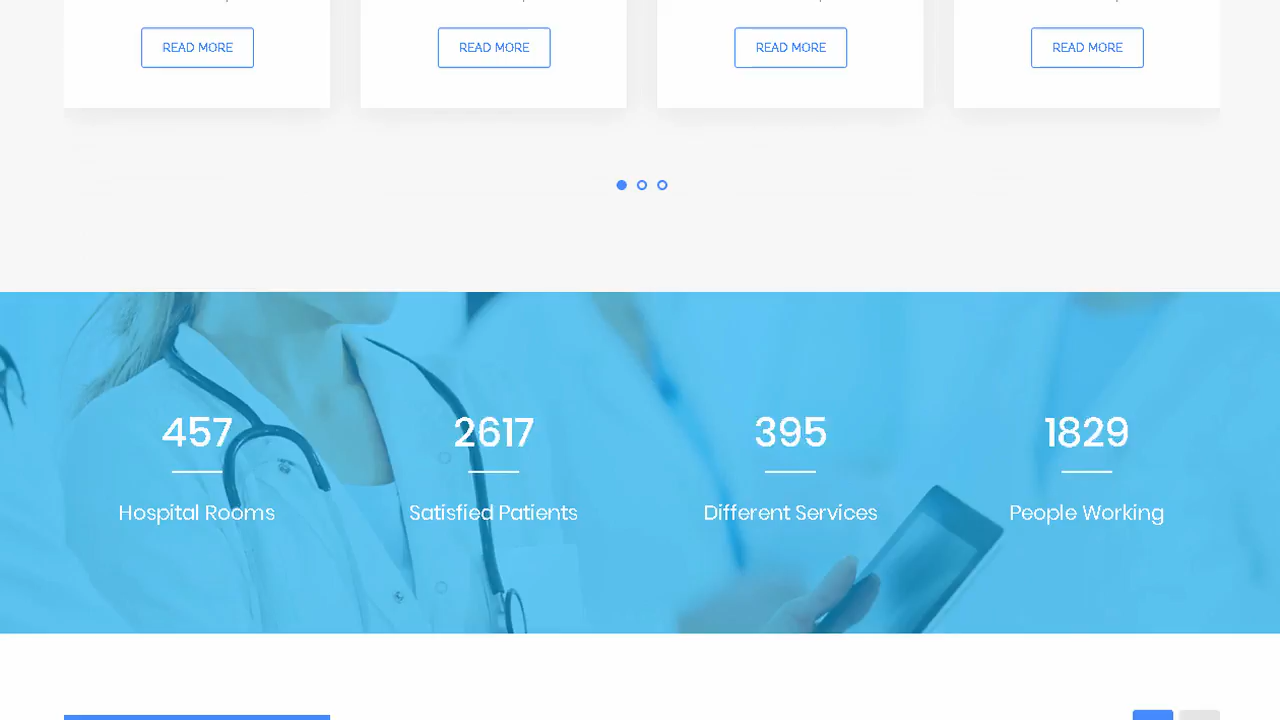 READ MORE READ MORE READ MORE READ MORE
457 2617 395 1829
Hospital Rooms Satisfied Patients Different Services People Working